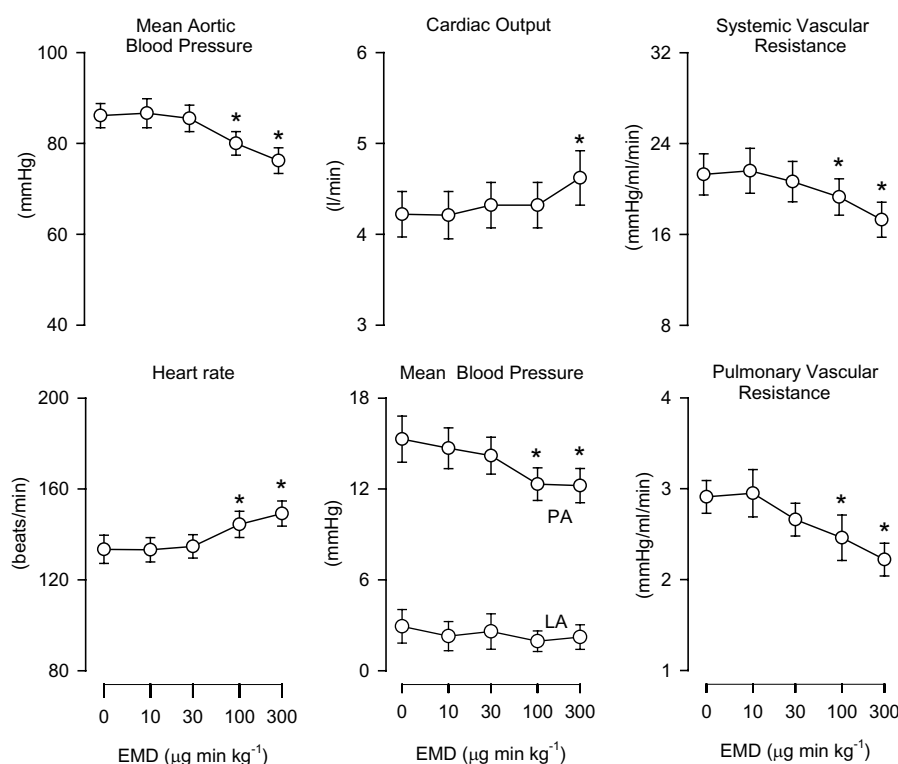 Mean Aortic
Blood Pressure
100
80
60
40
(mmHg)
*
*
Cardiac Output
6
5
4
3
(l/min)
*
Systemic Vascular
Resistance
32
24
16
8
(mmHg/ml/min)
*
*
Heart rate
200
160
120
80
(beats/min)
*
*
0 10 30 100 300
EMD (μg min kg⁻¹)
Mean Blood Pressure
18
12
6
0
(mmHg)
*
*
PA
LA
0 10 30 100 300
EMD (μg min kg⁻¹)
Pulmonary Vascular
Resistance
4
3
2
1
(mmHg/ml/min)
*
*
0 10 30 100 300
EMD (μg min kg⁻¹)